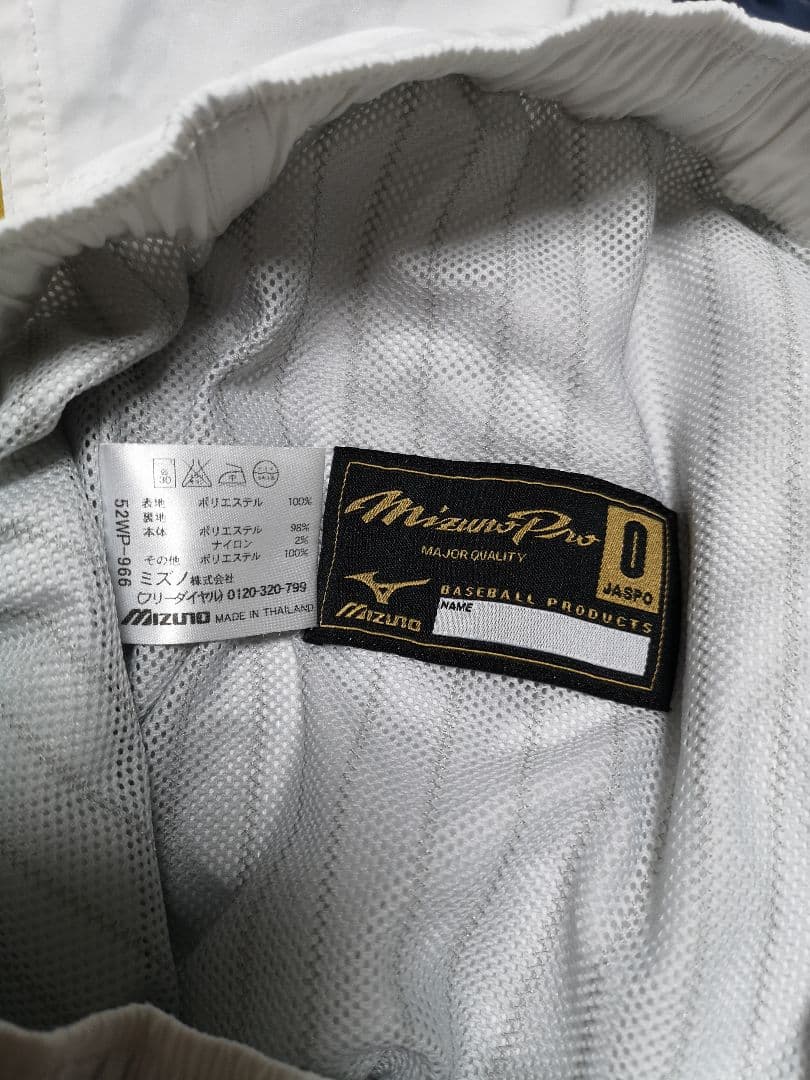 30
中
52WP-966
表地 ポリエステル 100%
裏地
本体 ポリエステル 98%
ナイロン 2%
その他 ポリエステル 100%
ミズノ株式会社
(フリーダイヤル) 0120-320-799
MIZUNO MADE IN THAILAND
Mizuno Pro
MAJOR QUALITY
O
JASPO
MIZUNO
BASEBALL PRODUCTS
NAME